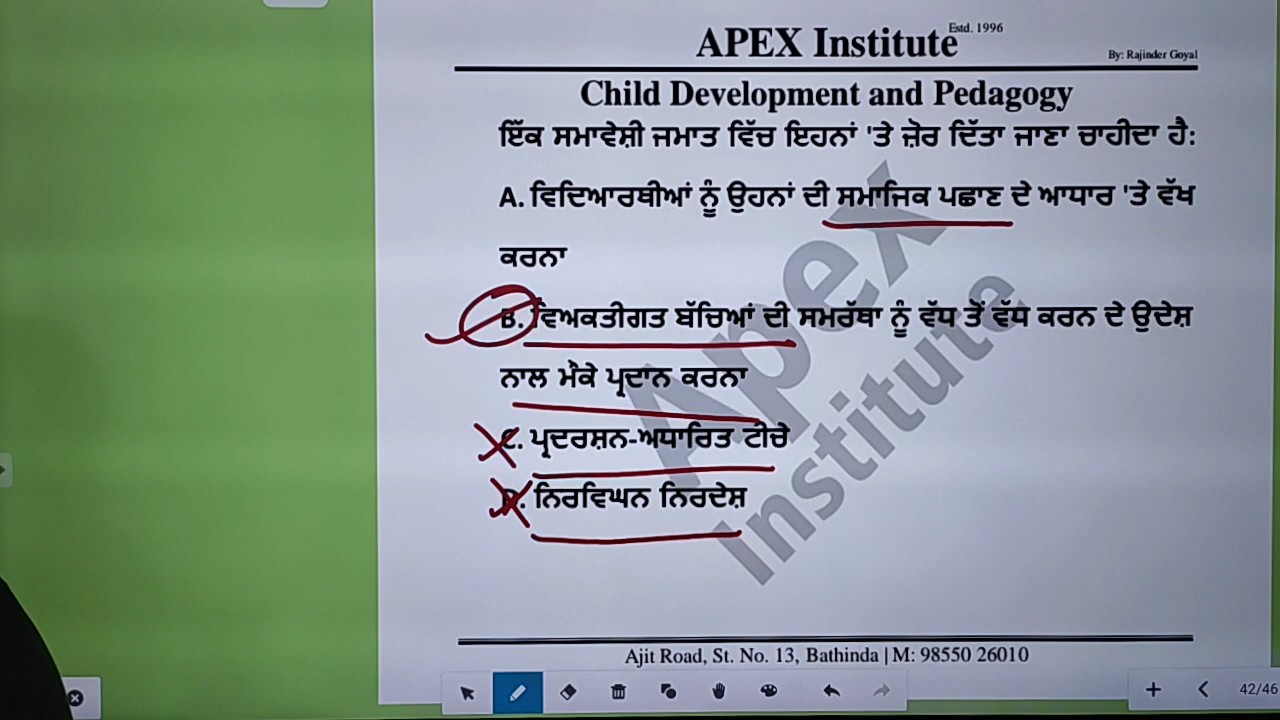 APEX Institute Estd. 1996
By: Rajinder Goyal
Child Development and Pedagogy
ਇੱਕ ਸਮਾਵੇਸ਼ੀ ਜਮਾਤ ਵਿੱਚ ਇਹਨਾਂ 'ਤੇ ਜ਼ੋਰ ਦਿੱਤਾ ਜਾਣਾ ਚਾਹੀਦਾ ਹੈ:
A. ਵਿਦਿਆਰਥੀਆਂ ਨੂੰ ਉਹਨਾਂ ਦੀ ਸਮਾਜਿਕ ਪਛਾਣ ਦੇ ਆਧਾਰ 'ਤੇ ਵੱਖ
ਕਰਨਾ
B. ਵਿਅਕਤੀਗਤ ਬੱਚਿਆਂ ਦੀ ਸਮਰੱਥਾ ਨੂੰ ਵੱਧ ਤੋਂ ਵੱਧ ਕਰਨ ਦੇ ਉਦੇਸ਼
ਨਾਲ ਮੌਕੇ ਪ੍ਰਦਾਨ ਕਰਨਾ
C. ਪ੍ਰਦਰਸ਼ਨ-ਅਧਾਰਿਤ ਟੀਚੇ
D. ਨਿਰਵਿਘਨ ਨਿਰਦੇਸ਼
Apex
Institute
Ajit Road, St. No. 13, Bathinda | M: 98550 26010
42/46